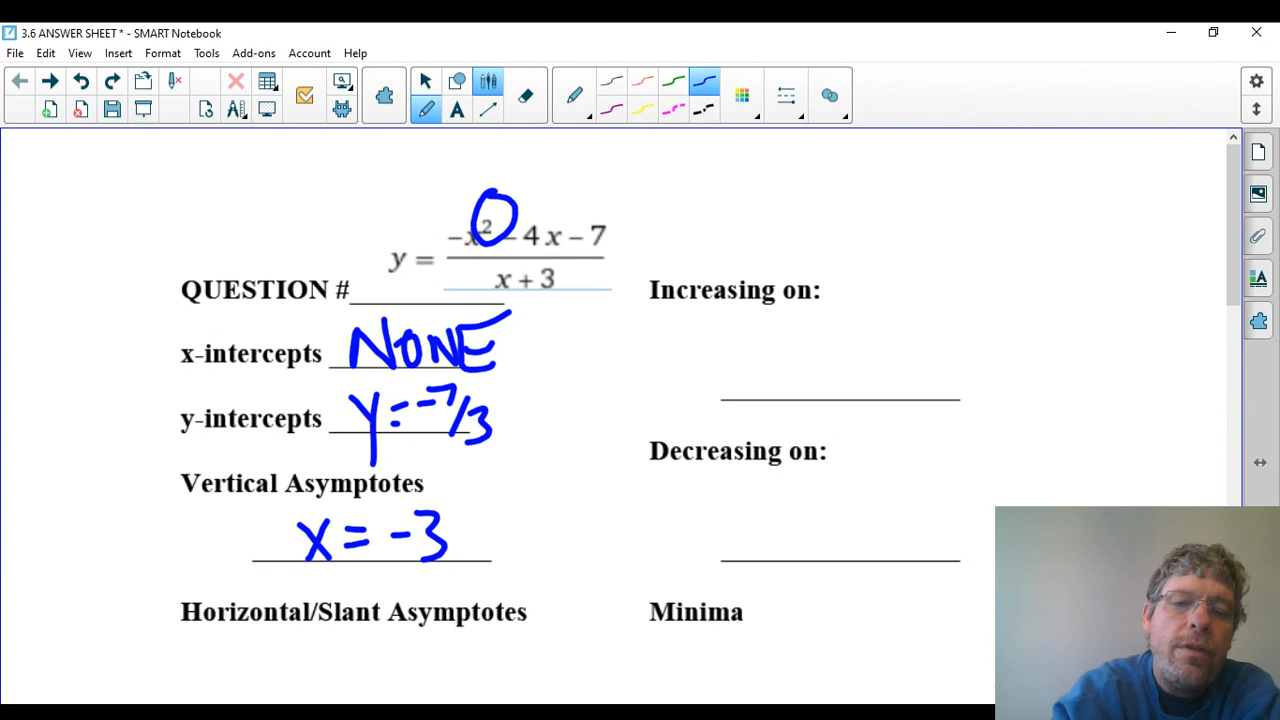 3.6 ANSWER SHEET * - SMART Notebook
File Edit View Insert Format Tools Add-ons Account Help
y = (-x² - 4x - 7)/(x + 3)
QUESTION #
x-intercepts NONE
y-intercepts y = -7/3
Vertical Asymptotes
x = -3
Horizontal/Slant Asymptotes
Increasing on:
Decreasing on:
Minima